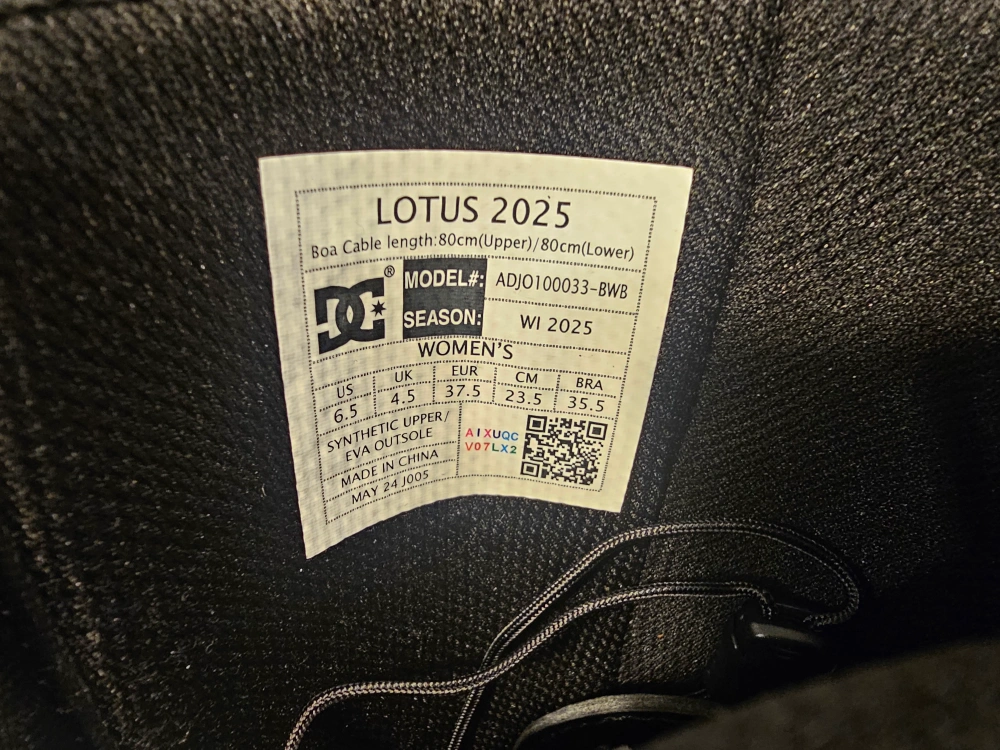 LOTUS 2025
Boa Cable length:80cm(Upper)/80cm(Lower)
DC®
MODEL#: ADJO100033-BWB
SEASON: WI 2025
WOMEN'S
US UK EUR CM BRA
6.5 4.5 37.5 23.5 35.5
SYNTHETIC UPPER/
EVA OUTSOLE
MADE IN CHINA
MAY 24 J005
AIXUQC
V07LX2